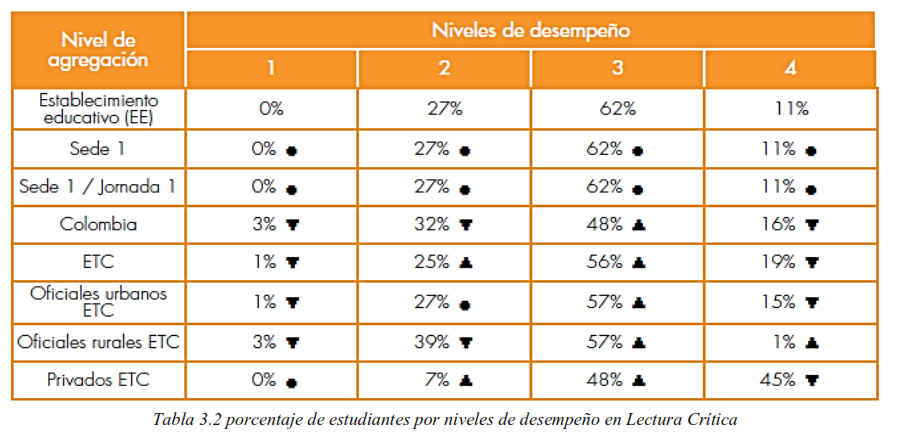 Nivel de agregación Niveles de desempeño
1 2 3 4
Establecimiento educativo (EE) 0% 27% 62% 11%
Sede 1 0% ● 27% ● 62% ● 11% ●
Sede 1 / Jornada 1 0% ● 27% ● 62% ● 11% ●
Colombia 3% ▼ 32% ▼ 48% ▲ 16% ▼
ETC 1% ▼ 25% ▲ 56% ▲ 19% ▼
Oficiales urbanos ETC 1% ▼ 27% ● 57% ▲ 15% ▼
Oficiales rurales ETC 3% ▼ 39% ▼ 57% ▲ 1% ▲
Privados ETC 0% ● 7% ▲ 48% ▲ 45% ▼
Tabla 3.2 porcentaje de estudiantes por niveles de desempeño en Lectura Crítica